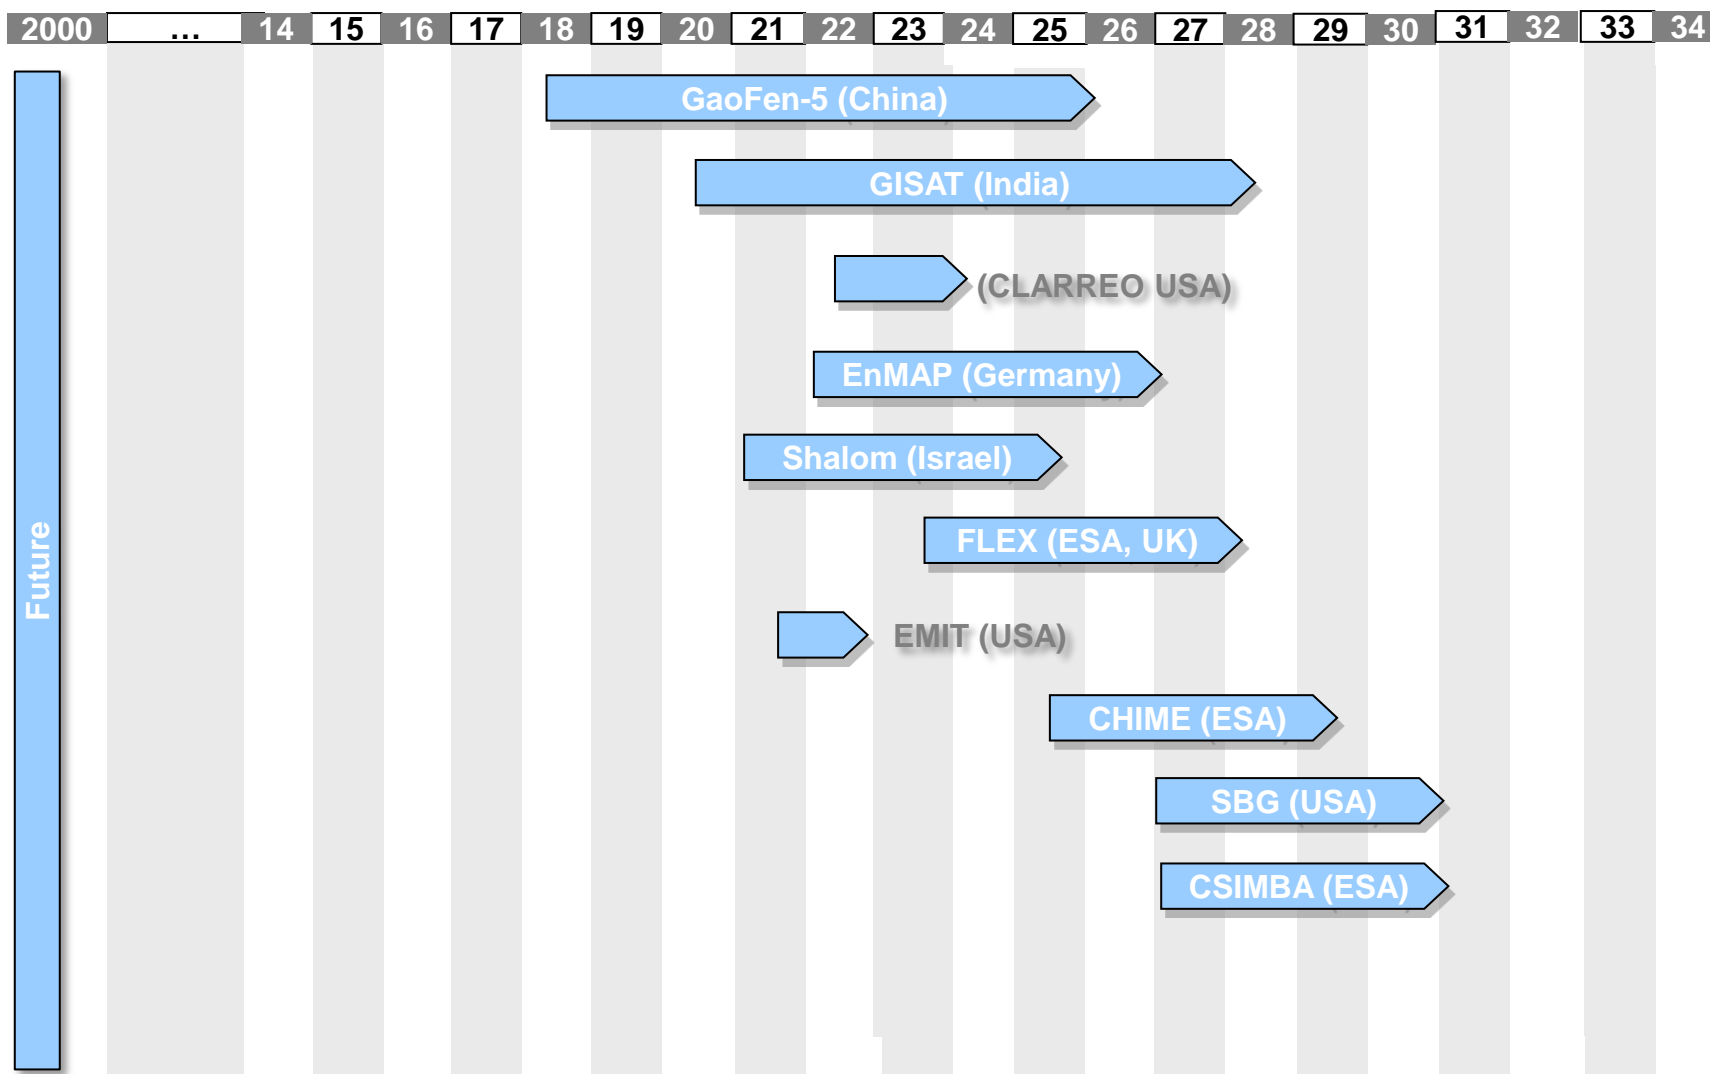 2000 ... 14 15 16 17 18 19 20 21 22 23 24 25 26 27 28 29 30 31 32 33 34
GaoFen-5 (China)
GISAT (India)
(CLARREO USA)
EnMAP (Germany)
Shalom (Israel)
FLEX (ESA, UK)
Future
EMIT (USA)
CHIME (ESA)
SBG (USA)
CSIMBA (ESA)